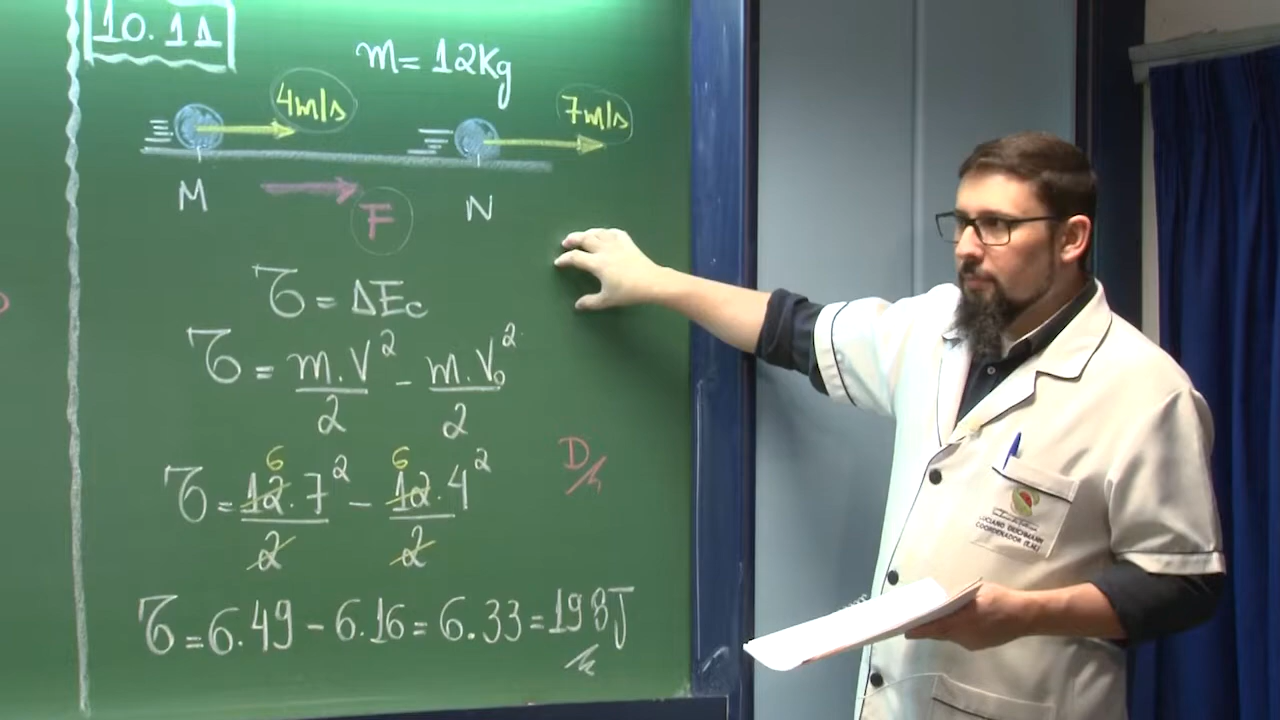 10.11
m = 12Kg
4m/s
7m/s
M
F
N
τ = ΔEc
τ = m.V²/2 - m.V₀²/2
6 6
τ = 12.7²/2 - 12.4²/2
D//
τ = 6.49 - 6.16 = 6.33 = 198J
LUCIANO DEICHMANN
COORDENADOR (E.M.)